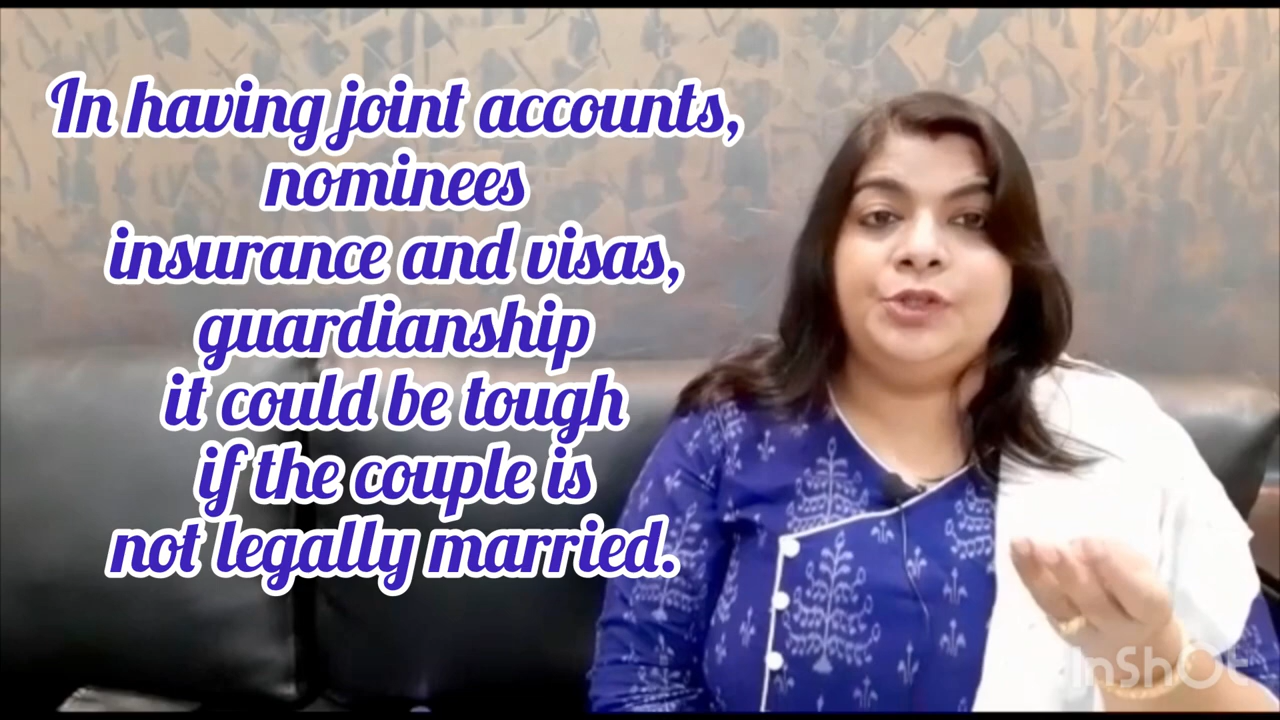 In having joint accounts,
nominees
insurance and visas,
guardianship
it could be tough
if the couple is
not legally married.
InShOt